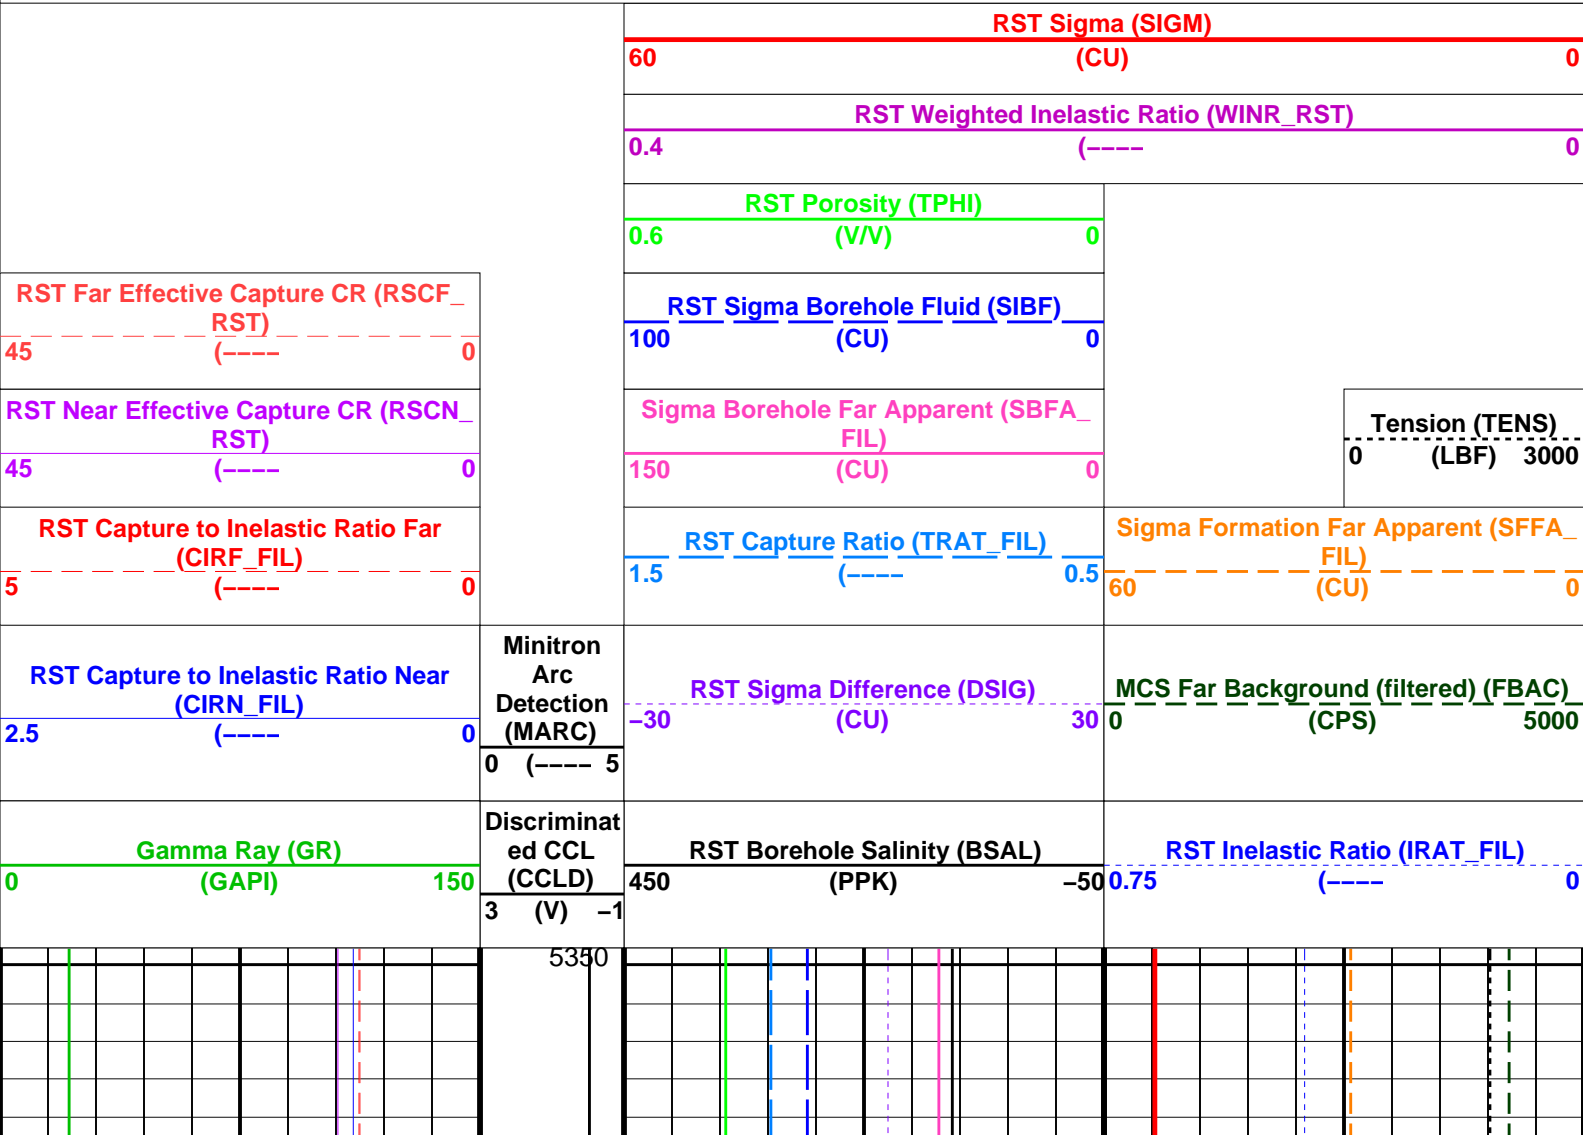 RST Sigma (SIGM)
60 (CU) 0
RST Weighted Inelastic Ratio (WINR_RST)
0.4 (---- 0
RST Porosity (TPHI)
0.6 (V/V) 0
RST Far Effective Capture CR (RSCF_
RST)
45 (---- 0
RST Sigma Borehole Fluid (SIBF)
100 (CU) 0
RST Near Effective Capture CR (RSCN_
RST)
45 (---- 0
Sigma Borehole Far Apparent (SBFA_
FIL)
150 (CU) 0
Tension (TENS)
0 (LBF) 3000
RST Capture to Inelastic Ratio Far
(CIRF_FIL)
5 (---- 0
RST Capture Ratio (TRAT_FIL)
1.5 (---- 0.5
Sigma Formation Far Apparent (SFFA_
FIL)
60 (CU) 0
RST Capture to Inelastic Ratio Near
(CIRN_FIL)
2.5 (---- 0
Minitron
Arc
Detection
(MARC)
0 (---- 5
RST Sigma Difference (DSIG)
-30 (CU) 30
MCS Far Background (filtered) (FBAC)
0 (CPS) 5000
Gamma Ray (GR)
0 (GAPI) 150
Discriminat
ed CCL
(CCLD)
3 (V) -1
RST Borehole Salinity (BSAL)
450 (PPK) -50
RST Inelastic Ratio (IRAT_FIL)
0.75 (---- 0
5350